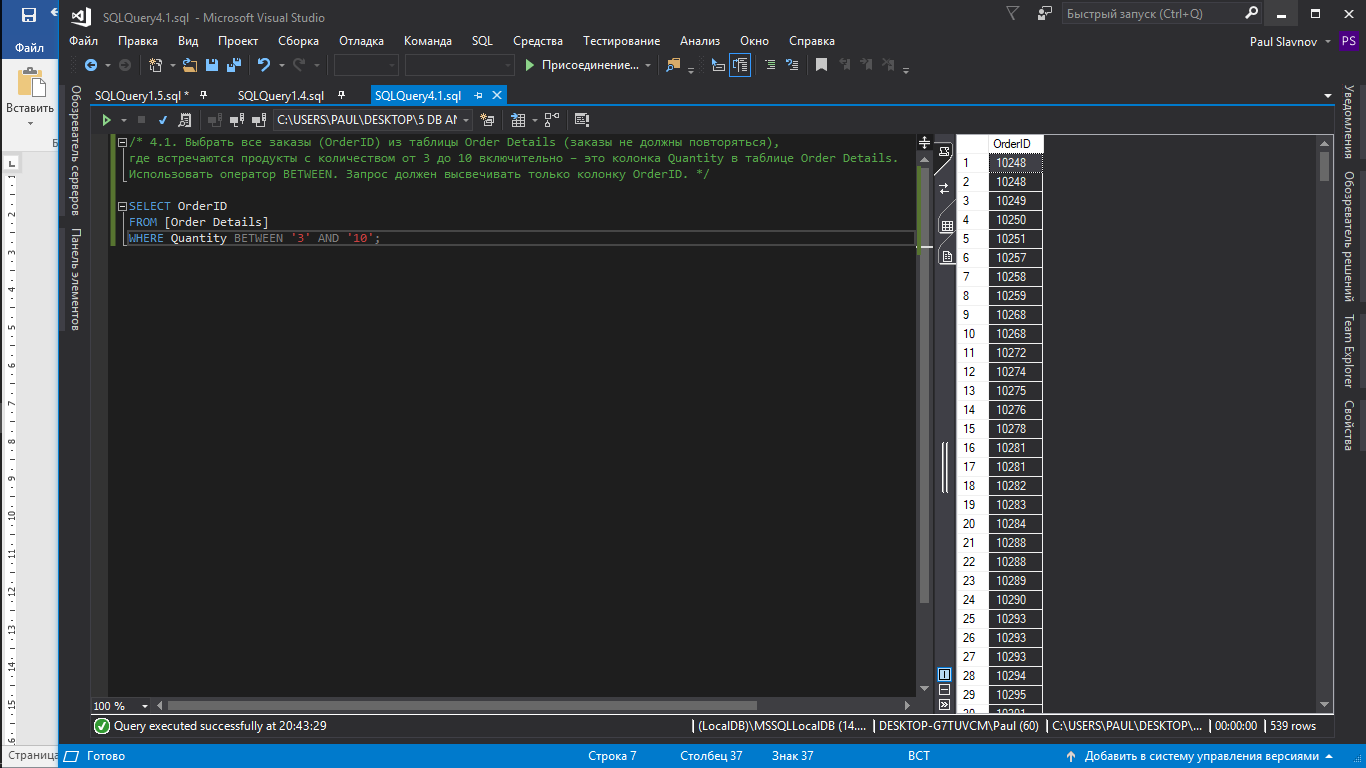 SQLQuery4.1.sql - Microsoft Visual Studio
Быстрый запуск (Ctrl+Q)
Файл
Файл Правка Вид Проект Сборка Отладка Команда SQL Средства Тестирование Анализ Окно Справка
Paul Slavnov PS
Присоединение...
Вставить
SQLQuery1.5.sql * SQLQuery1.4.sql SQLQuery4.1.sql
C:\USERS\PAUL\DESKTOP\5 DB AN
Обозреватель серверов
Панель элементов
/* 4.1. Выбрать все заказы (OrderID) из таблицы Order Details (заказы не должны повторяться),
где встречаются продукты с количеством от 3 до 10 включительно – это колонка Quantity в таблице Order Details.
Использовать оператор BETWEEN. Запрос должен высвечивать только колонку OrderID. */
SELECT OrderID
FROM [Order Details]
WHERE Quantity BETWEEN '3' AND '10';
OrderID
1 10248
2 10248
3 10249
4 10250
5 10251
6 10257
7 10258
8 10259
9 10268
10 10268
11 10272
12 10274
13 10275
14 10276
15 10278
16 10281
17 10281
18 10282
19 10283
20 10284
21 10288
22 10288
23 10289
24 10290
25 10293
26 10293
27 10293
28 10294
29 10295
Уведомления
Обозреватель решений
Team Explorer
Свойства
100 %
Query executed successfully at 20:43:29
(LocalDB)\MSSQLLocalDB (14.... DESKTOP-G7TUVCM\Paul (60) C:\USERS\PAUL\DESKTOP\... 00:00:00 539 rows
Страница
Готово Строка 7 Столбец 37 Знак 37 ВСТ Добавить в систему управления версиями